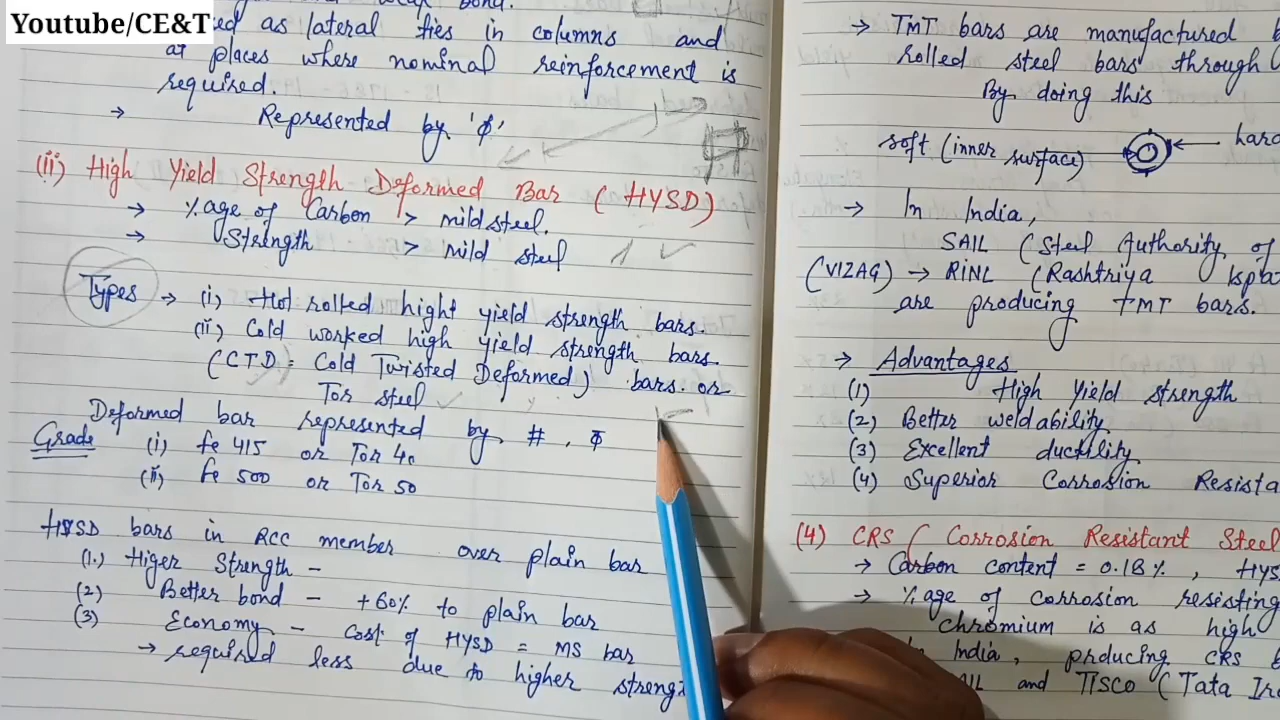 Youtube/CE&T
as lateral ties in columns and
at places where nominal reinforcement is
required.
→ Represented by 'ϕ'
(ii) High Yield Strength Deformed Bar (HYSD)
→ %age of Carbon > mild steel.
→ Strength > mild steel
Types → (i) Hot rolled hight yield strength bars.
(ii) Cold worked high yield strength bars
(CTD: Cold Twisted Deformed) bars or
Tor steel
Deformed bar represented by #, ϕ
Grade (i) fe 415 or Tor 40
(ii) fe 500 or Tor 50
HYSD bars in RCC member over plain bar
(1.) Higer Strength -
(2) Better bond - +60% to plain bar
(3) Economy - Cost of HYSD = MS bar
→ required less due to higher
→ TMT bars are manufactured
rolled steel bars through
By doing this
soft (inner surface)
→ In India,
SAIL (Steel Authority of
(VIZAG) → RINL (Rashtriya
are producing TMT bars.
→ Advantages
(1) High Yield strength
(2) Better weldability
(3) Excellent ductility
(4) Superior Corrosion
(4) CRS (Corrosion Resistant Steel
→ Carbon content = 0.18%, HYS
→ %age of corrosion resisting
chromium is as high
India, prducing CRS
and TISCO (Tata